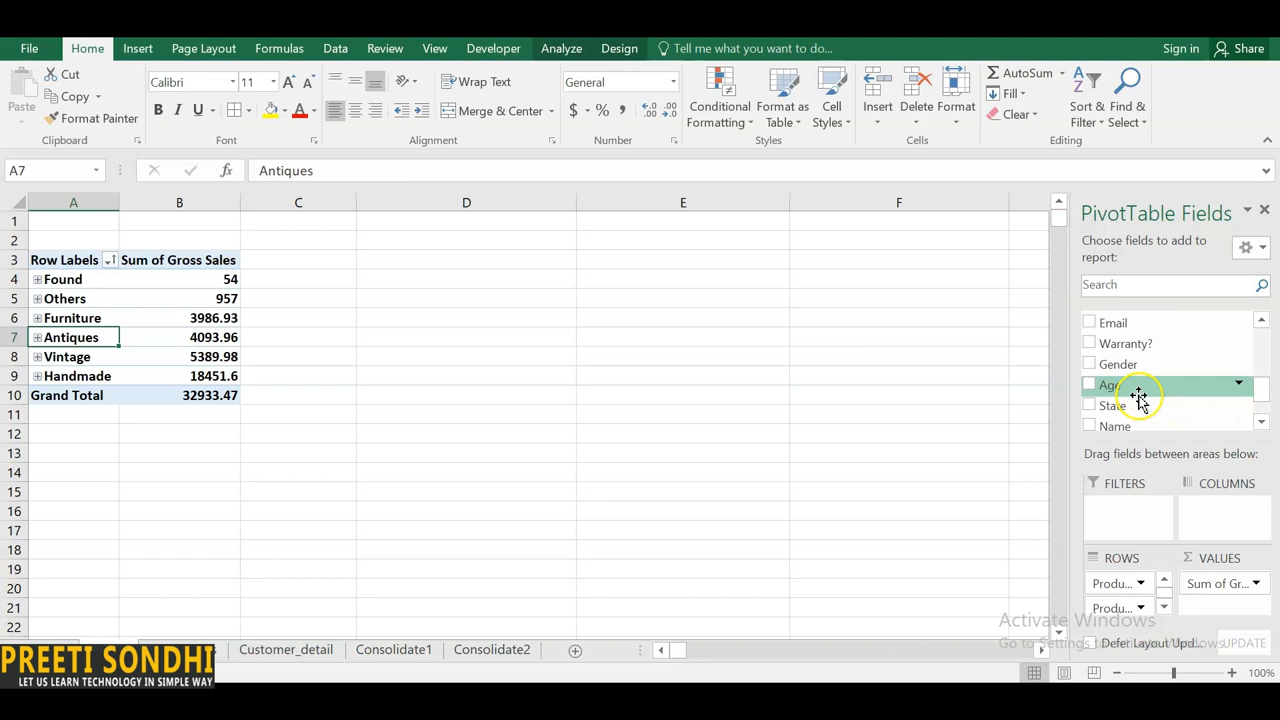 File Home Insert Page Layout Formulas Data Review View Developer Analyze Design Tell me what you want to do... Sign in Share
Paste Cut Copy Format Painter Clipboard
Calibri 11 B I U A A A Font
Wrap Text Merge & Center Alignment
General $ % , Number
Conditional Formatting Format as Table Cell Styles Styles
Insert Delete Format Cells
AutoSum Fill Clear Sort & Filter Find & Select Editing
A7 fx Antiques
A B C D E F
1
2
3 Row Labels Sum of Gross Sales
4 Found 54
5 Others 957
6 Furniture 3986.93
7 Antiques 4093.96
8 Vintage 5389.98
9 Handmade 18451.6
10 Grand Total 32933.47
11
12
13
14
15
16
17
18
19
20
21
22
PivotTable Fields
Choose fields to add to
report:
Search
Email
Warranty?
Gender
Age
State
Name
Drag fields between areas below:
FILTERS COLUMNS
ROWS Σ VALUES
Produ... Sum of Gr...
Produ...
Activate Windows
Go to Settings to activate Windows.
Defer Layout Upd... UPDATE
Customer_detail Consolidate1 Consolidate2
PREETI SONDHI
LET US LEARN TECHNOLOGY IN SIMPLE WAY
100%